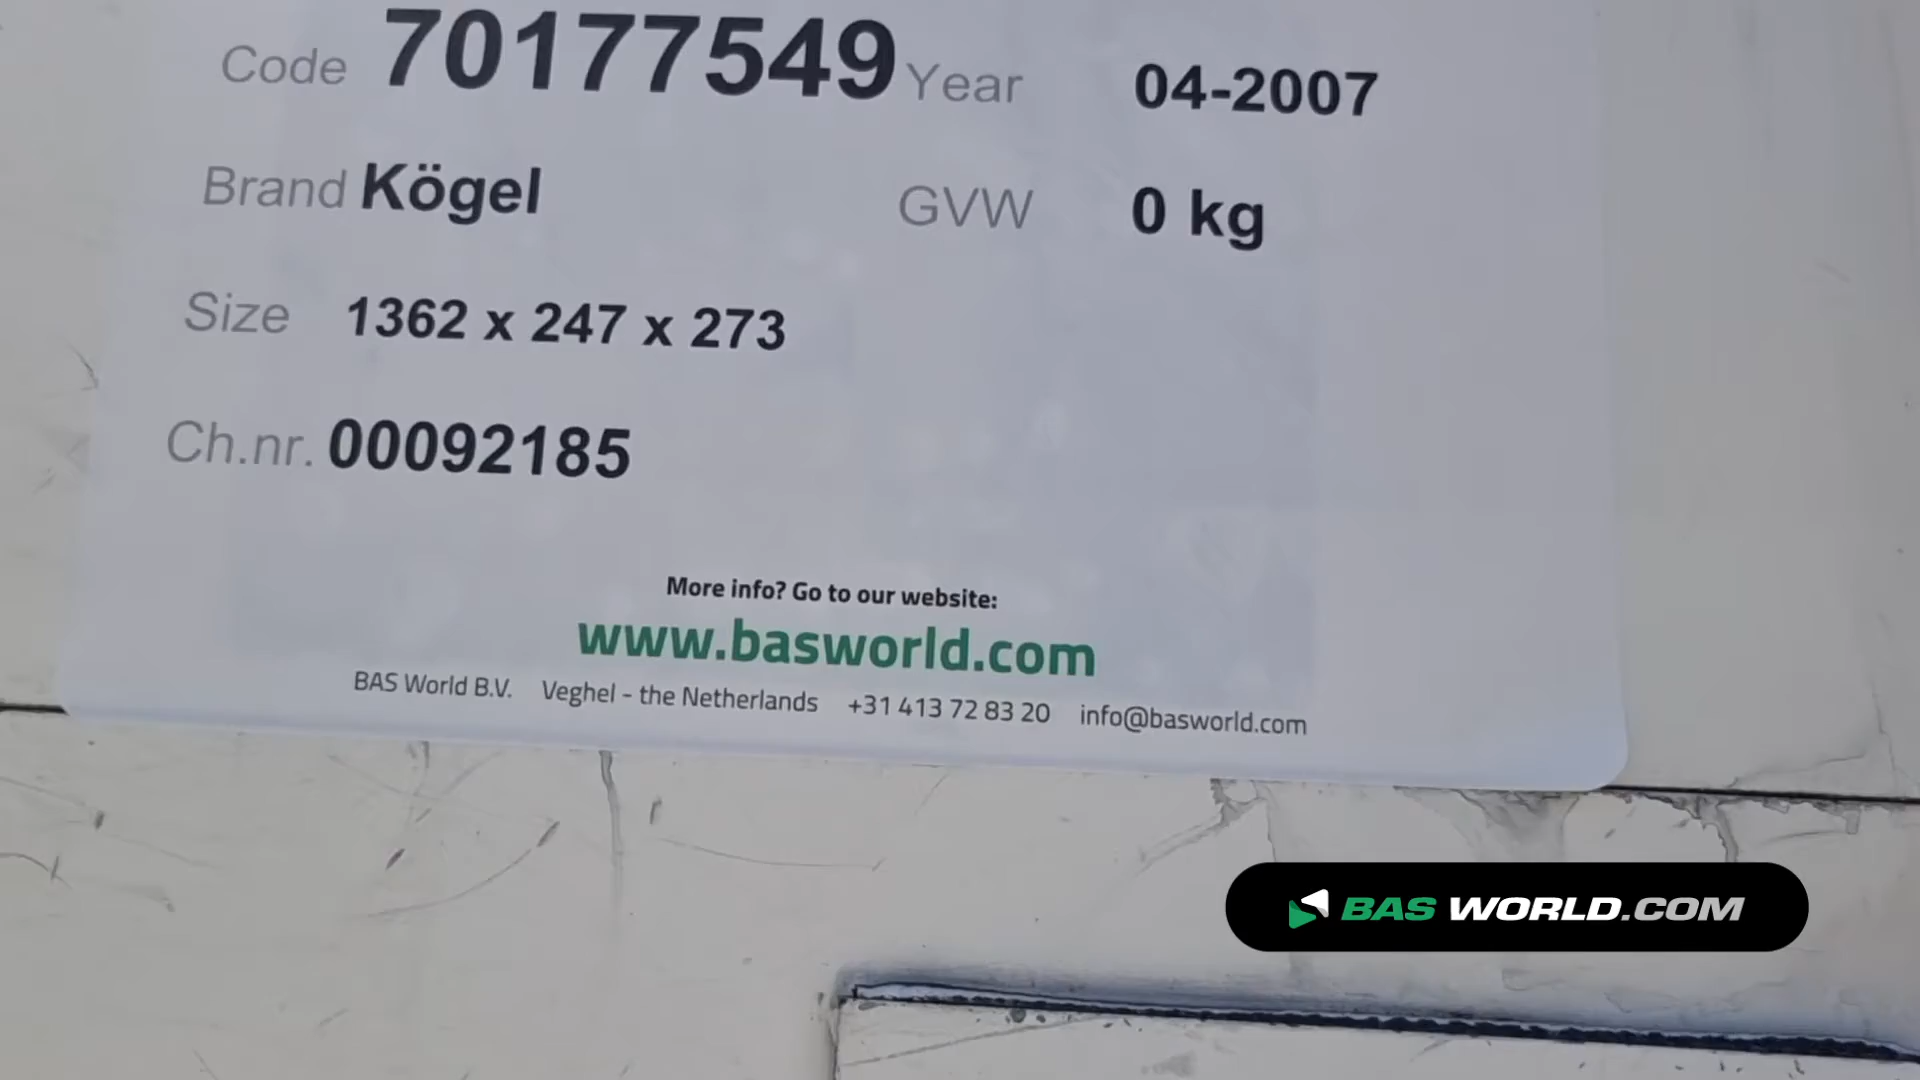 Code 70177549 Year 04-2007
Brand Kögel GVW 0 kg
Size 1362 x 247 x 273
Ch.nr. 00092185
More info? Go to our website:
www.basworld.com
BAS World B.V. Veghel - the Netherlands +31 413 72 83 20 info@basworld.com
BAS WORLD.COM